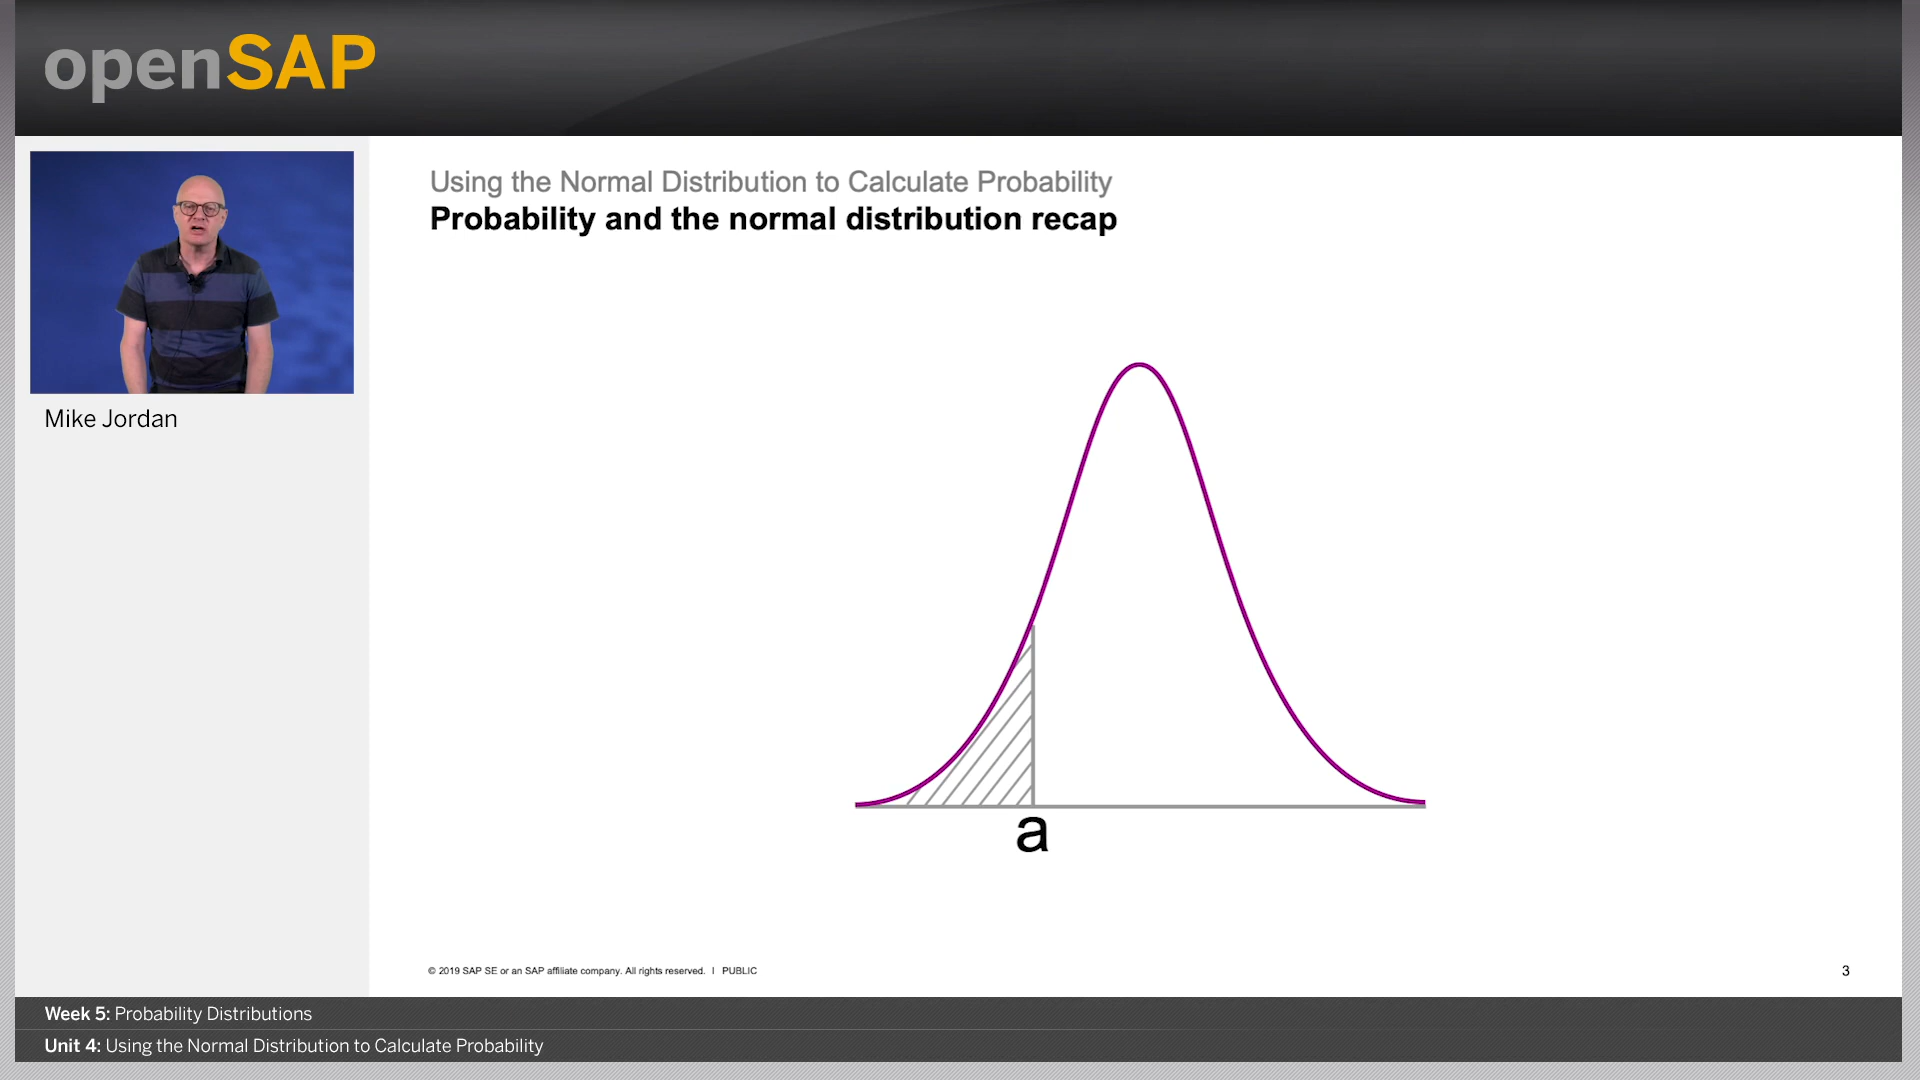 openSAP
Using the Normal Distribution to Calculate Probability
Probability and the normal distribution recap
Mike Jordan
a
© 2019 SAP SE or an SAP affiliate company. All rights reserved. I PUBLIC
3
Week 5: Probability Distributions
Unit 4: Using the Normal Distribution to Calculate Probability